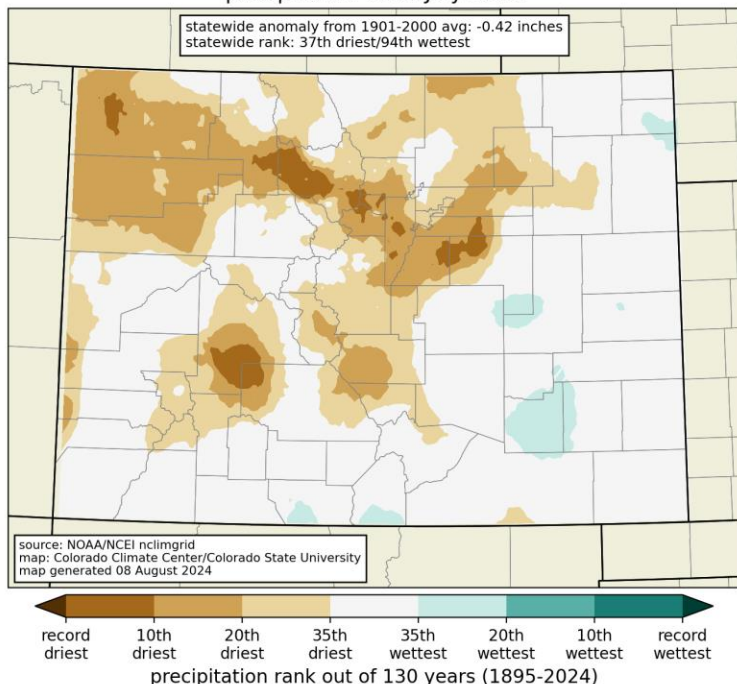 statewide anomaly from 1901-2000 avg: -0.42 inches
statewide rank: 37th driest/94th wettest
source: NOAA/NCEI nclimgrid
map: Colorado Climate Center/Colorado State University
map generated 08 August 2024
record driest
10th driest
20th driest
35th driest
35th wettest
20th wettest
10th wettest
record wettest
precipitation rank out of 130 years (1895-2024)